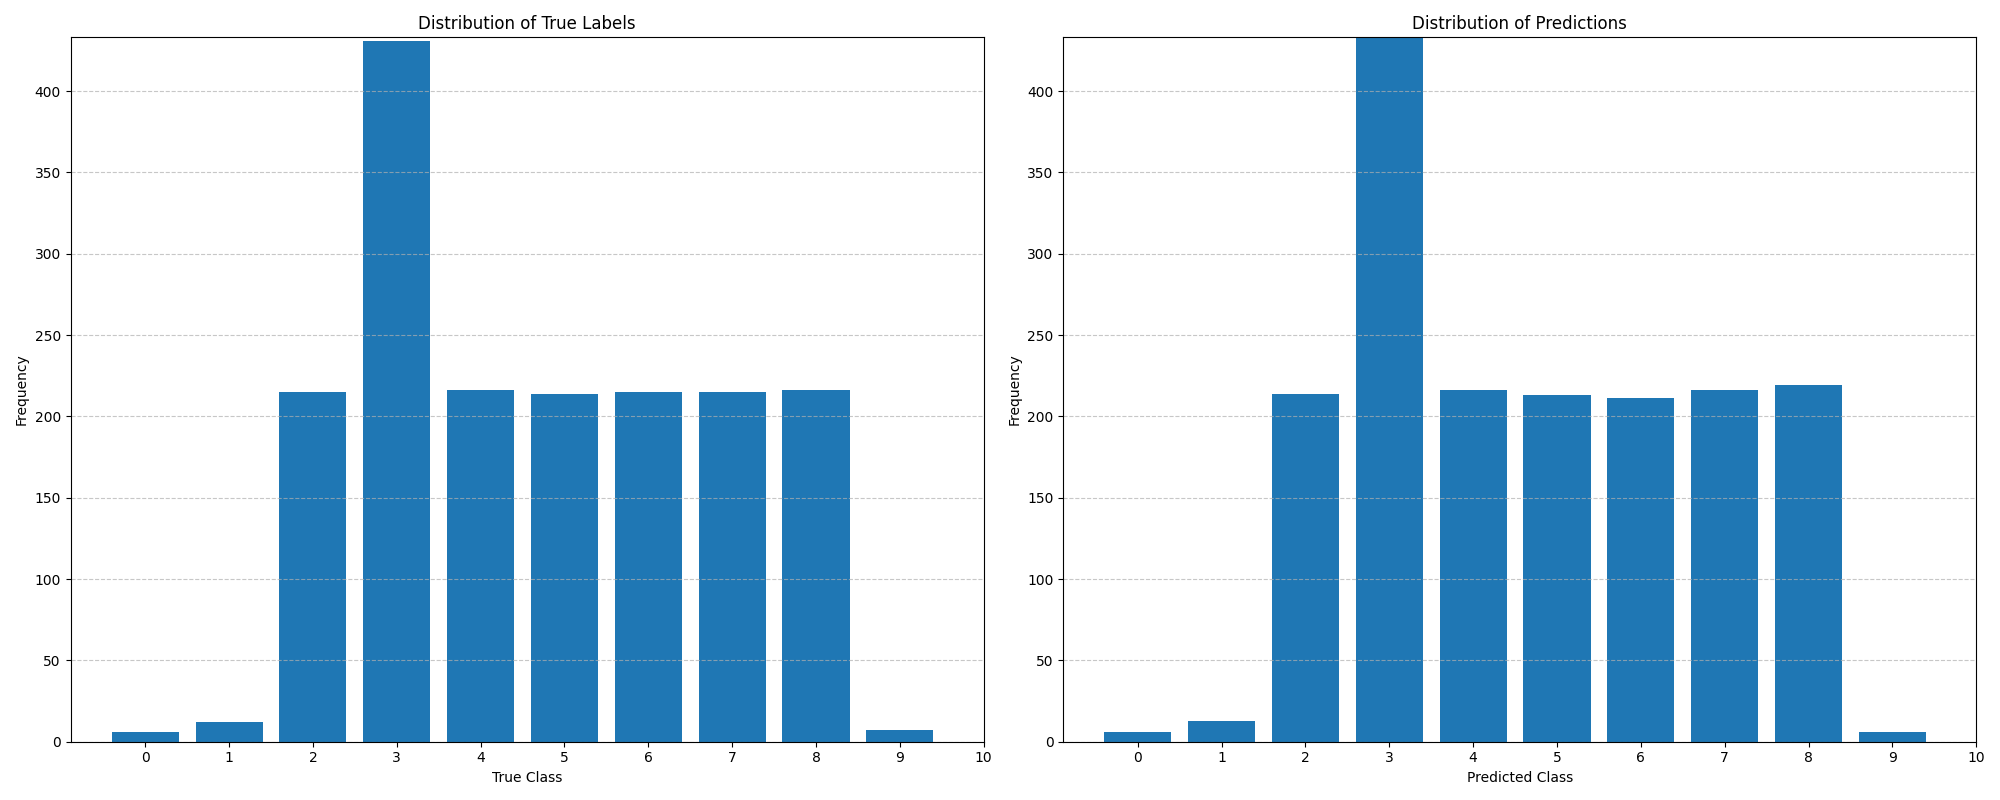 Distribution of True Labels
400
350
300
250
200
150
100
50
0
Frequency
0 1 2 3 4 5 6 7 8 9 10
True Class
Distribution of Predictions
400
350
300
250
200
150
100
50
0
Frequency
0 1 2 3 4 5 6 7 8 9 10
Predicted Class